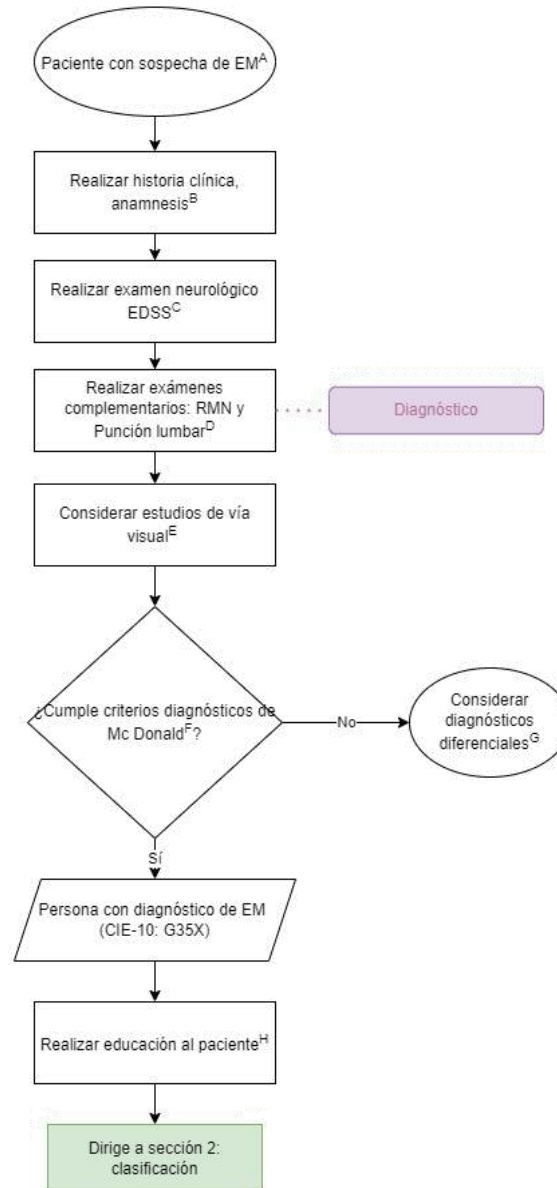 Paciente con sospecha de EMᴬ
Realizar historia clínica,
anamnesisᴮ
Realizar examen neurológico
EDSSᶜ
Realizar exámenes
complementarios: RMN y
Punción lumbarᴰ
Diagnóstico
Considerar estudios de vía
visualᴱ
¿Cumple criterios diagnósticos de
Mc Donaldᶠ?
No
Considerar
diagnósticos
diferencialesᴳ
Sí
Persona con diagnóstico de EM
(CIE-10: G35X)
Realizar educación al pacienteᴴ
Dirige a sección 2:
clasificación